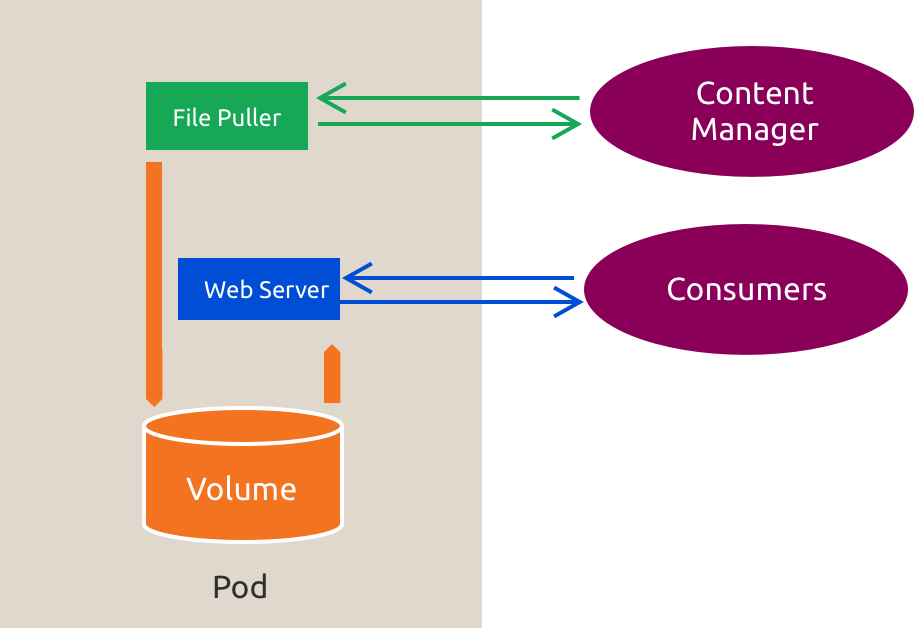 File Puller
Content
Manager
Web Server
Consumers
Volume
Pod